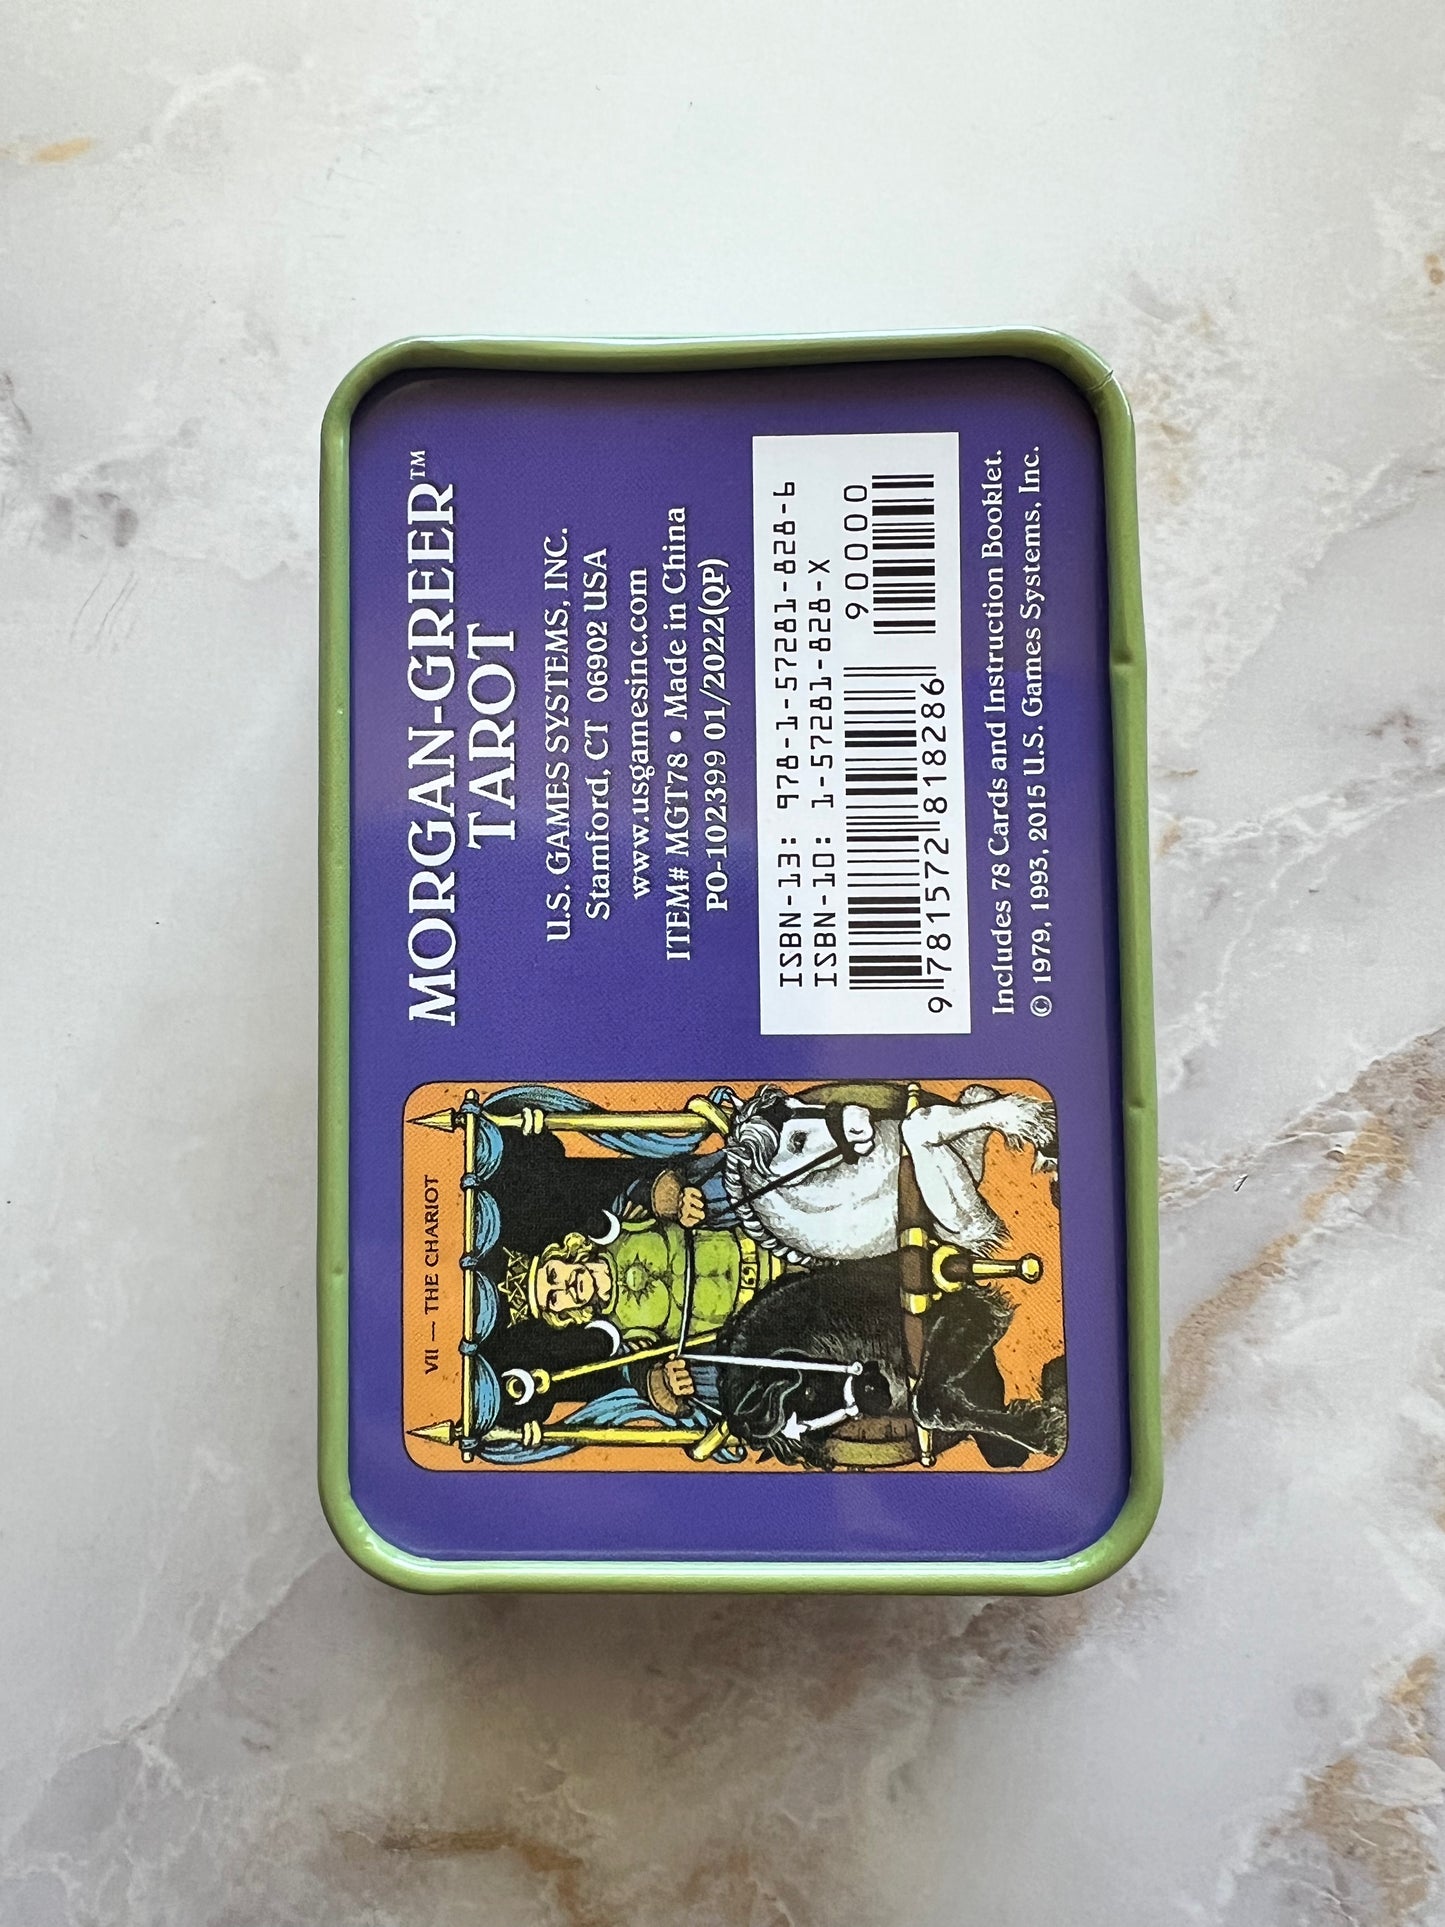 MORGAN-GREER™
TAROT
U.S. GAMES SYSTEMS, INC.
Stamford, CT 06902 USA
www.usgamesinc.com
ITEM# MGT78 • Made in China
PO-102399 01/2022(QP)
ISBN-13: 978-1-57281-828-6
ISBN-10: 1-57281-828-X
90000
9 781572 818286
Includes 78 Cards and Instruction Booklet.
© 1979, 1993, 2015 U.S. Games Systems, Inc.
VII — THE CHARIOT